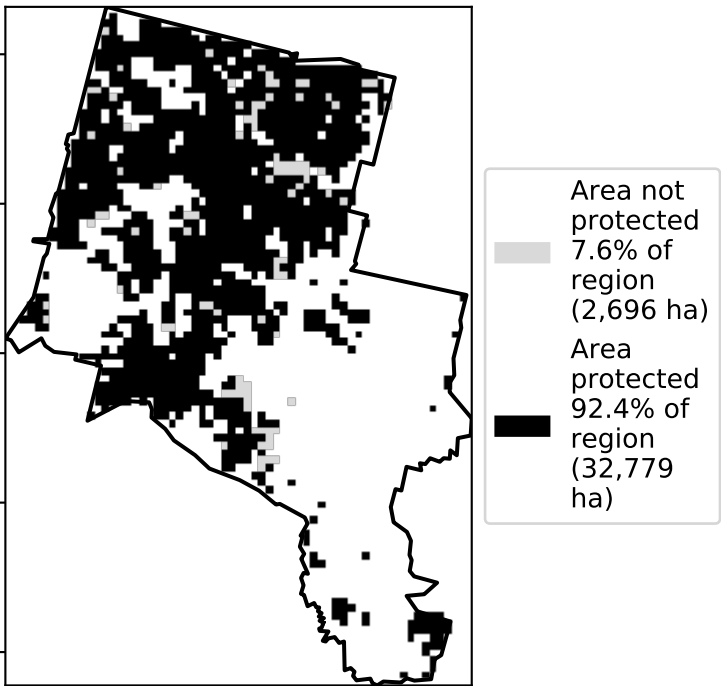 Area not
protected
7.6% of
region
(2,696 ha)
Area
protected
92.4% of
region
(32,779
ha)